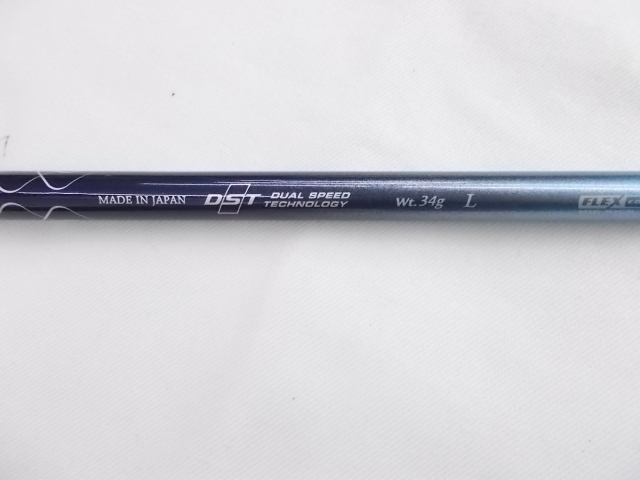 MADE IN JAPAN DST DUAL SPEED
TECHNOLOGY
Wt. 34g L FLEX